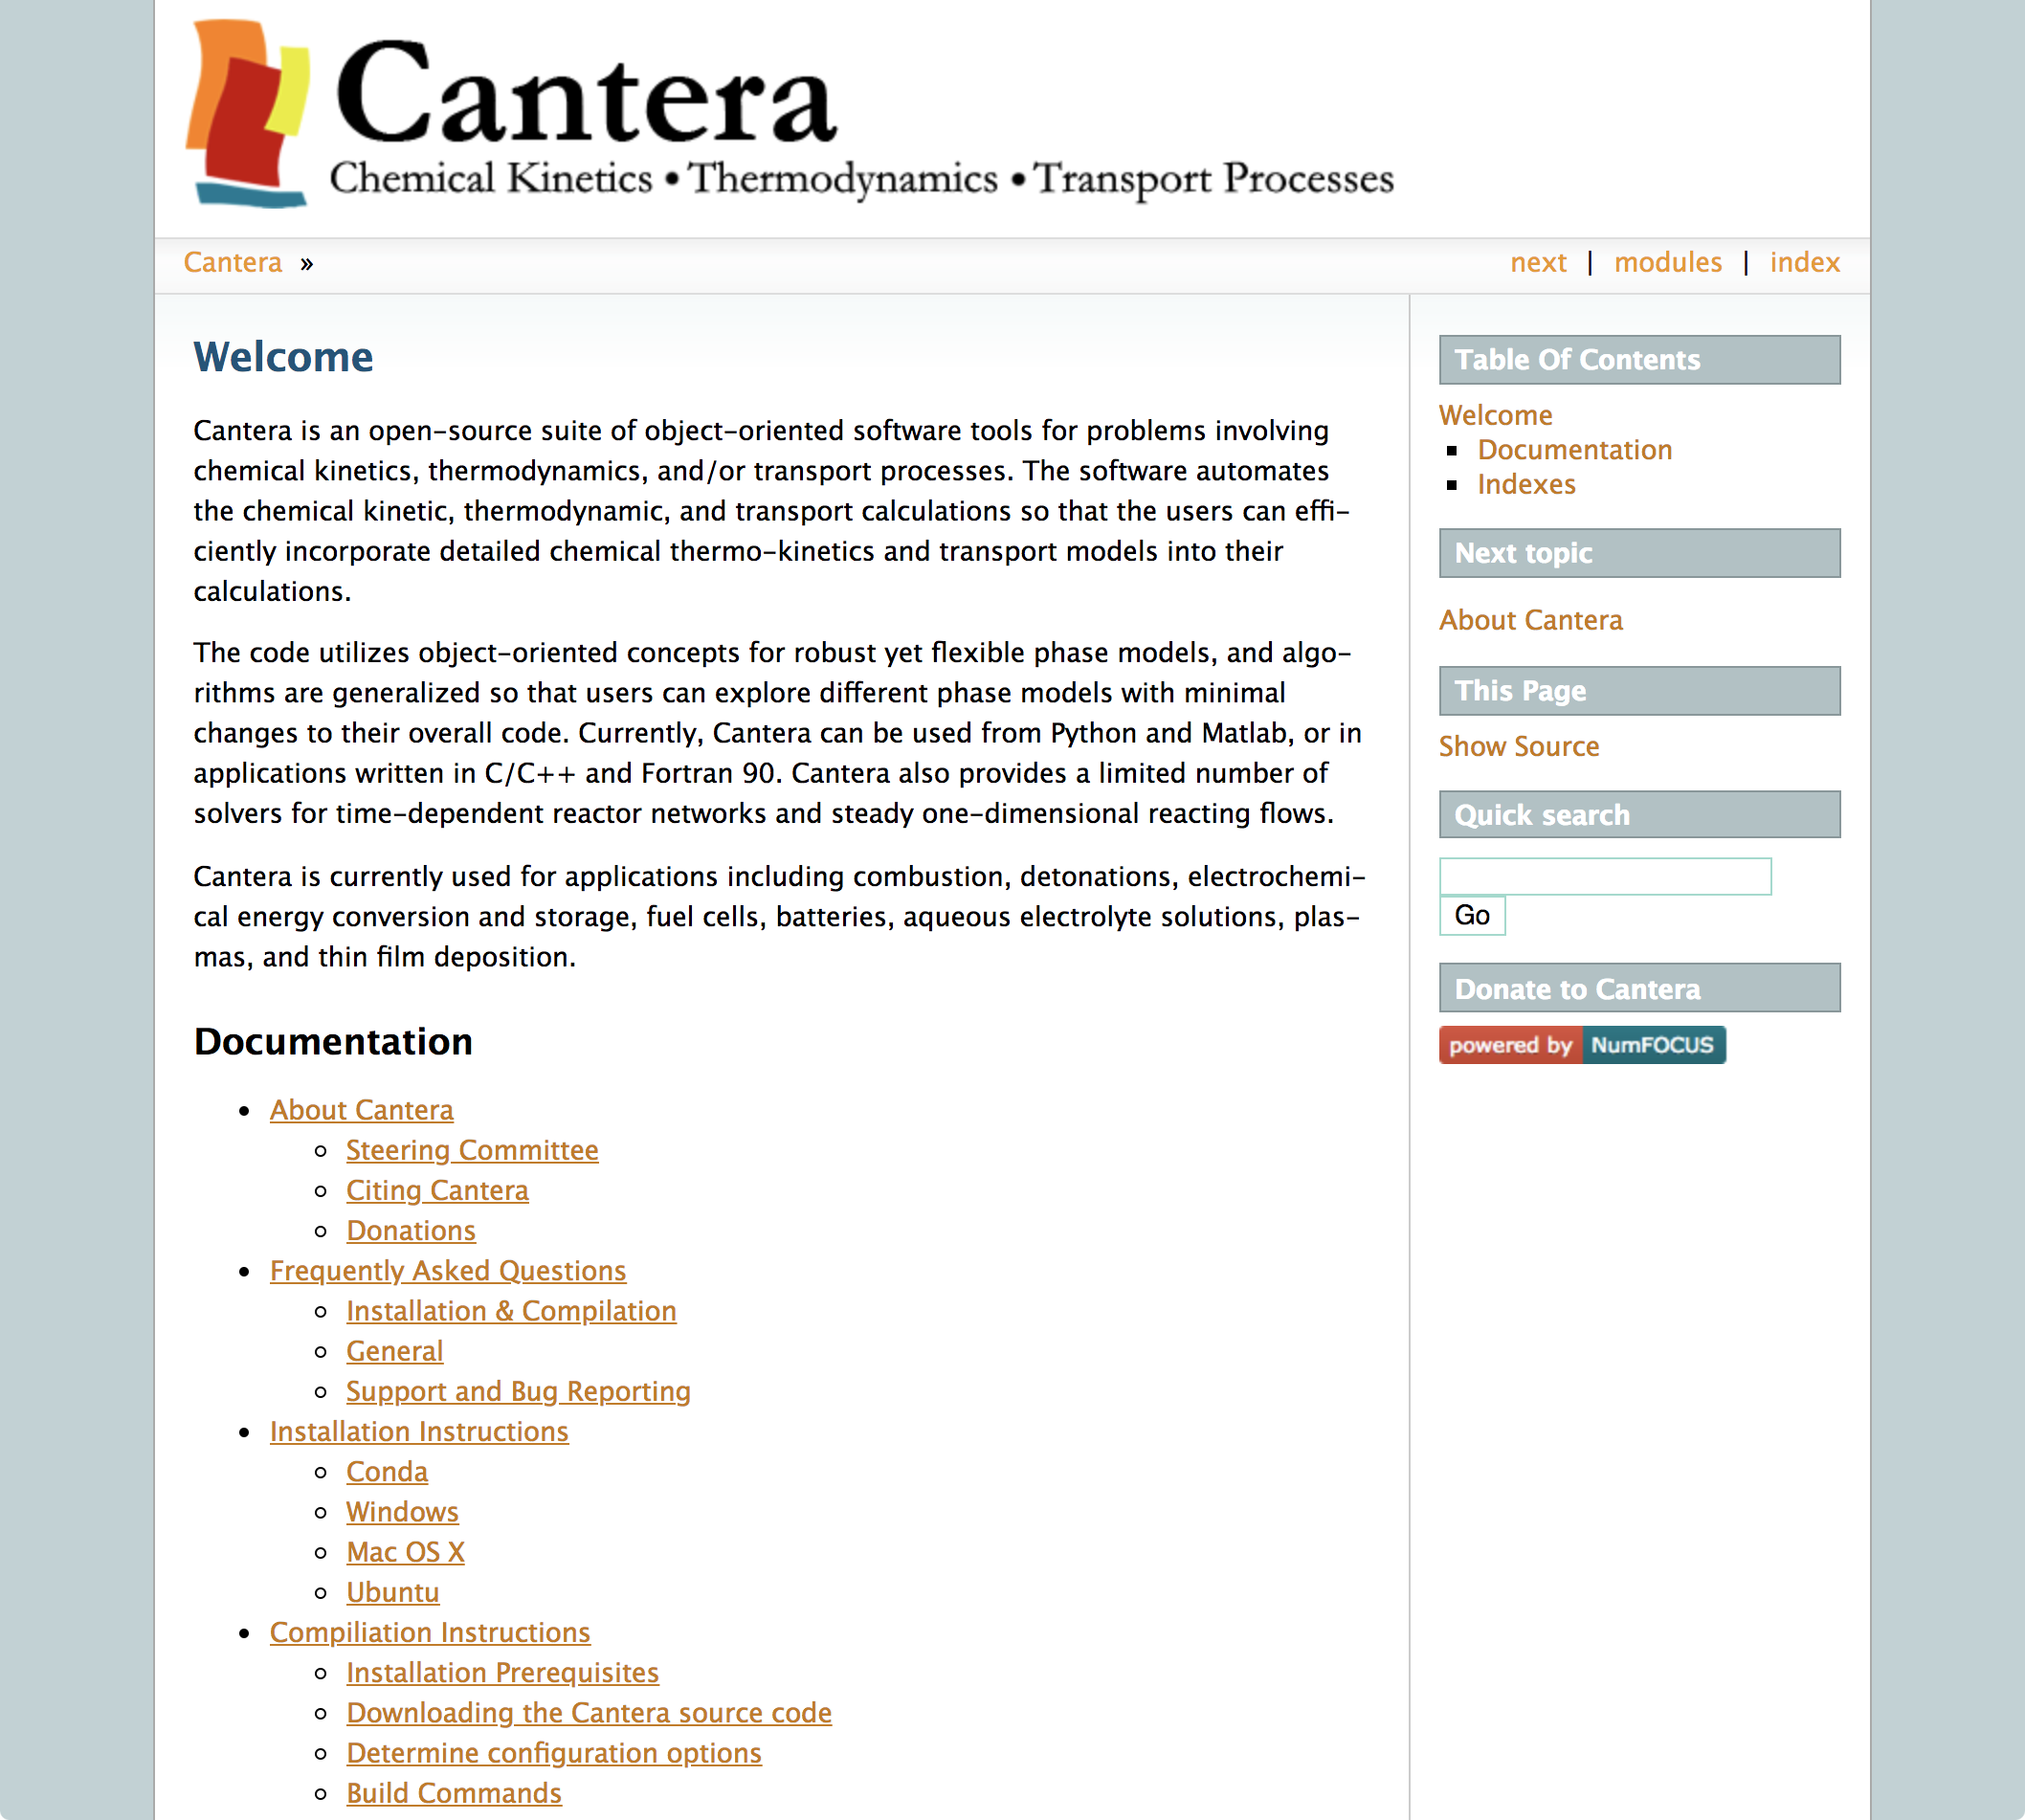 Cantera
Chemical Kinetics • Thermodynamics • Transport Processes
Cantera »
next | modules | index
Welcome
Cantera is an open-source suite of object-oriented software tools for problems involving
chemical kinetics, thermodynamics, and/or transport processes. The software automates
the chemical kinetic, thermodynamic, and transport calculations so that the users can effi-
ciently incorporate detailed chemical thermo-kinetics and transport models into their
calculations.
The code utilizes object-oriented concepts for robust yet flexible phase models, and algo-
rithms are generalized so that users can explore different phase models with minimal
changes to their overall code. Currently, Cantera can be used from Python and Matlab, or in
applications written in C/C++ and Fortran 90. Cantera also provides a limited number of
solvers for time-dependent reactor networks and steady one-dimensional reacting flows.
Cantera is currently used for applications including combustion, detonations, electrochemi-
cal energy conversion and storage, fuel cells, batteries, aqueous electrolyte solutions, plas-
mas, and thin film deposition.
Documentation
• About Cantera
Steering Committee
Citing Cantera
Donations
• Frequently Asked Questions
Installation & Compilation
General
Support and Bug Reporting
• Installation Instructions
Conda
Windows
Mac OS X
Ubuntu
• Compiliation Instructions
Installation Prerequisites
Downloading the Cantera source code
Determine configuration options
Build Commands
Table Of Contents
Welcome
Documentation
Indexes
Next topic
About Cantera
This Page
Show Source
Quick search
Go
Donate to Cantera
powered by NumFOCUS